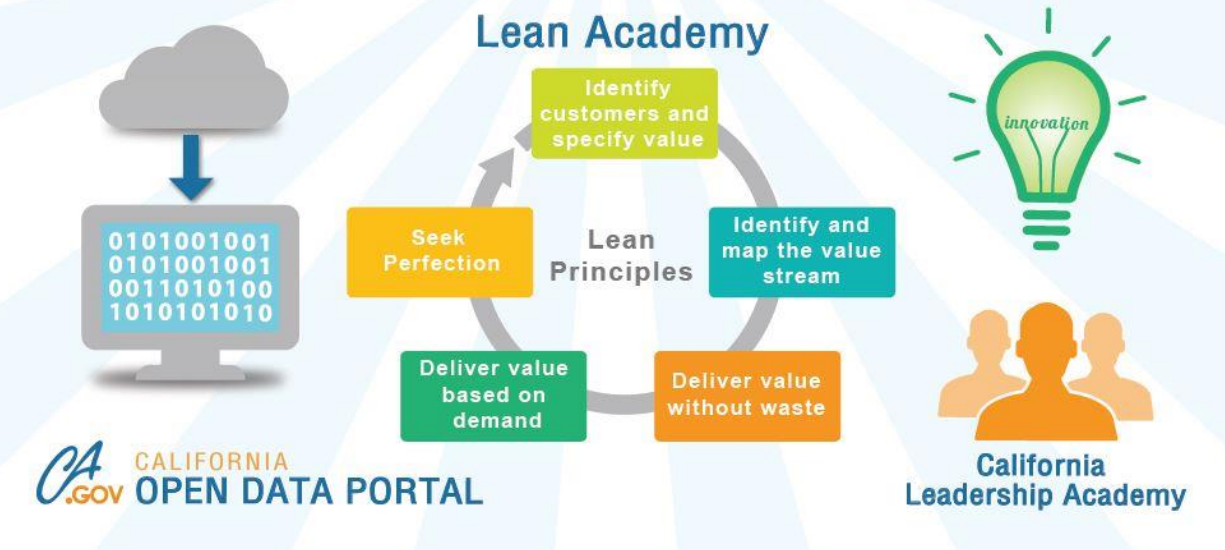 Lean Academy
Identify
customers and
specify value
innovation
0101001001
0101001001
0011010100
1010101010
Seek
Perfection
Lean
Principles
Identify and
map the value
stream
Deliver value
based on
demand
Deliver value
without waste
CA
.GOV
CALIFORNIA
OPEN DATA PORTAL
California
Leadership Academy